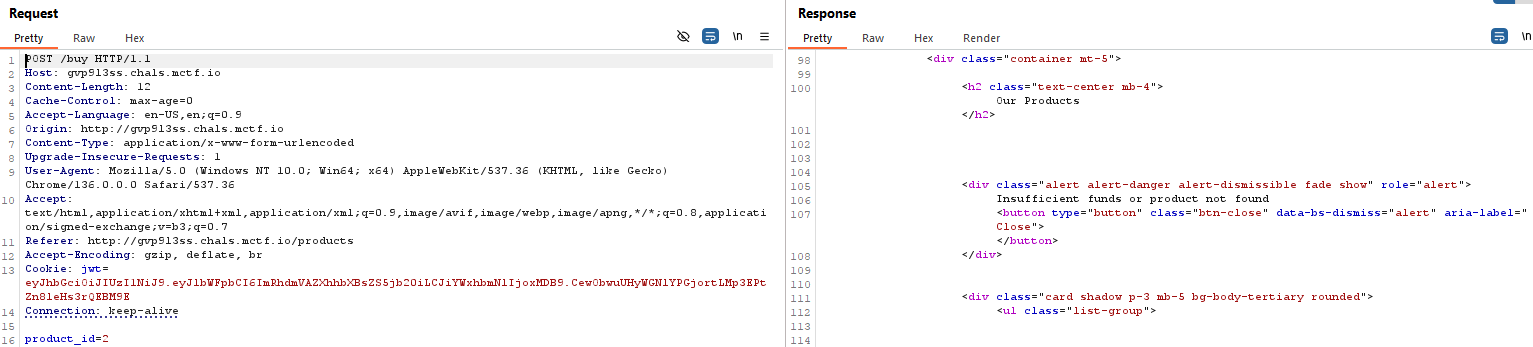 Request
Response
Pretty Raw Hex
\n
Pretty Raw Hex Render
\n
1 POST /buy HTTP/1.1
2 Host: gvp9l3ss.chals.mctf.io
3 Content-Length: 12
4 Cache-Control: max-age=0
5 Accept-Language: en-US,en;q=0.9
6 Origin: http://gvp9l3ss.chals.mctf.io
7 Content-Type: application/x-www-form-urlencoded
8 Upgrade-Insecure-Requests: 1
9 User-Agent: Mozilla/5.0 (Windows NT 10.0; Win64; x64) AppleWebKit/537.36 (KHTML, like Gecko)
Chrome/136.0.0.0 Safari/537.36
10 Accept:
text/html,application/xhtml+xml,application/xml;q=0.9,image/avif,image/webp,image/apng,*/*;q=0.8,applicati
on/signed-exchange;v=b3;q=0.7
11 Referer: http://gvp9l3ss.chals.mctf.io/products
12 Accept-Encoding: gzip, deflate, br
13 Cookie: jwt=
14 Connection: keep-alive
15
16 product_id=2
98 <div class="container mt-5">
99
100 <h2 class="text-center mb-4">
Our Products
</h2>
101
102
103
104
105 <div class="alert alert-danger alert-dismissible fade show" role="alert">
106 Insufficient funds or product not found
107 <button type="button" class="btn-close" data-bs-dismiss="alert" aria-label="
Close">
</button>
108 </div>
109
110
111 <div class="card shadow p-3 mb-5 bg-body-tertiary rounded">
112 <ul class="list-group">
113
114